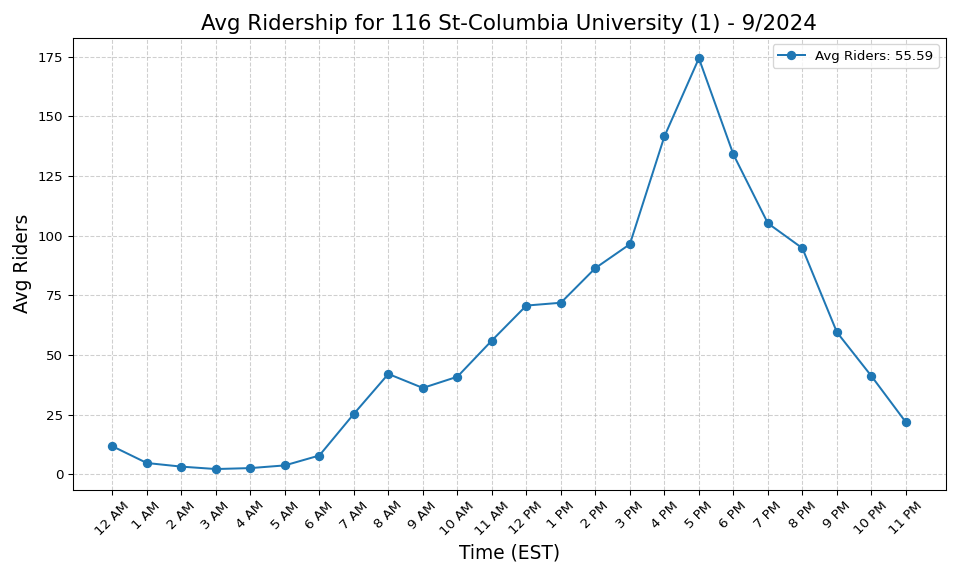 Avg Ridership for 116 St-Columbia University (1) - 9/2024
Avg Riders: 55.59
Avg Riders
175
150
125
100
75
50
25
0
12 AM
1 AM
2 AM
3 AM
4 AM
5 AM
6 AM
7 AM
8 AM
9 AM
10 AM
11 AM
12 PM
1 PM
2 PM
3 PM
4 PM
5 PM
6 PM
7 PM
8 PM
9 PM
10 PM
11 PM
Time (EST)